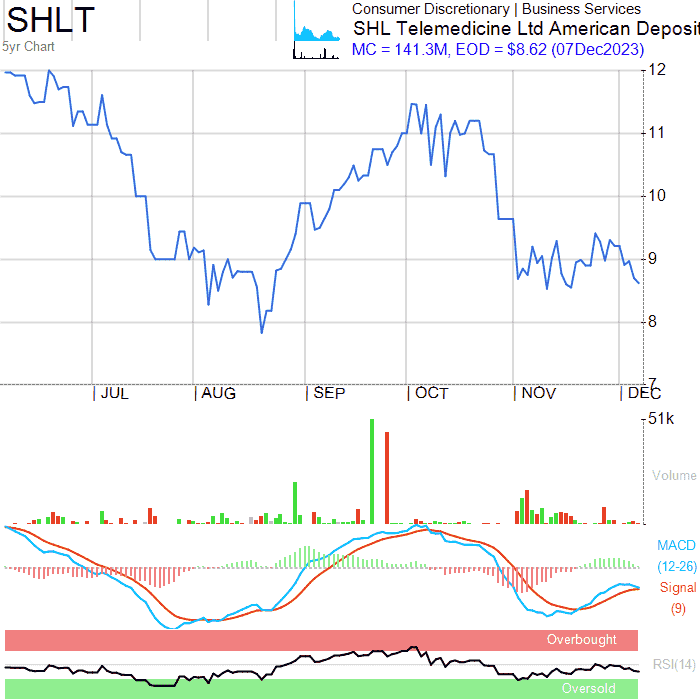 SHLT
5yr Chart
Consumer Discretionary | Business Services
SHL Telemedicine Ltd American Deposit
MC = 141.3M, EOD = $8.62 (07Dec2023)
12
11
10
9
8
7
JUL AUG SEP OCT NOV DEC
51k
Volume
MACD
(12-26)
Signal
(9)
Overbought
RSI(14)
Oversold